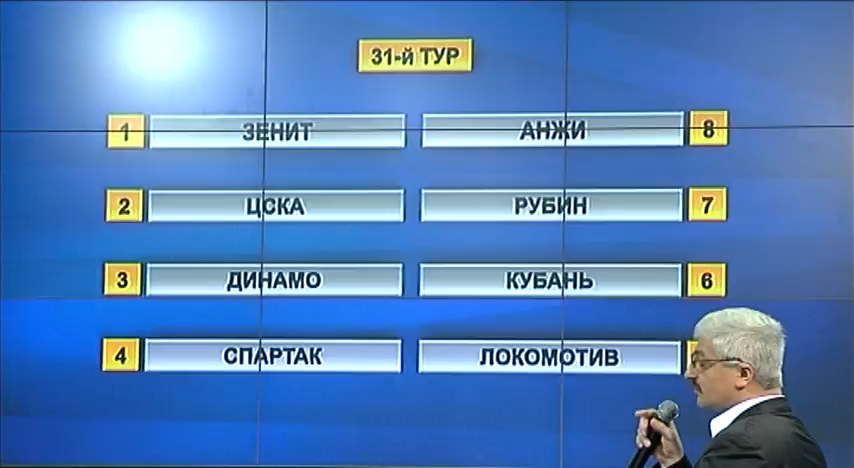 31-й ТУР
1 ЗЕНИТ АНЖИ 8
2 ЦСКА РУБИН 7
3 ДИНАМО КУБАНЬ 6
4 СПАРТАК ЛОКОМОТИВ